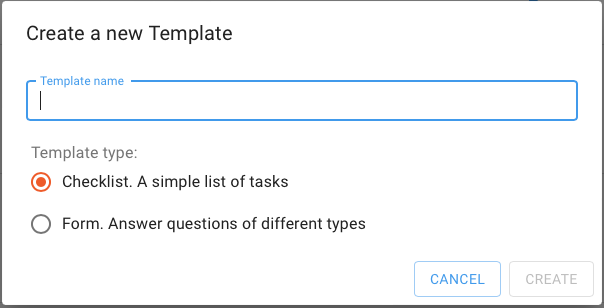 Create a new Template
Template name
Template type:
Checklist. A simple list of tasks
Form. Answer questions of different types
CANCEL
CREATE